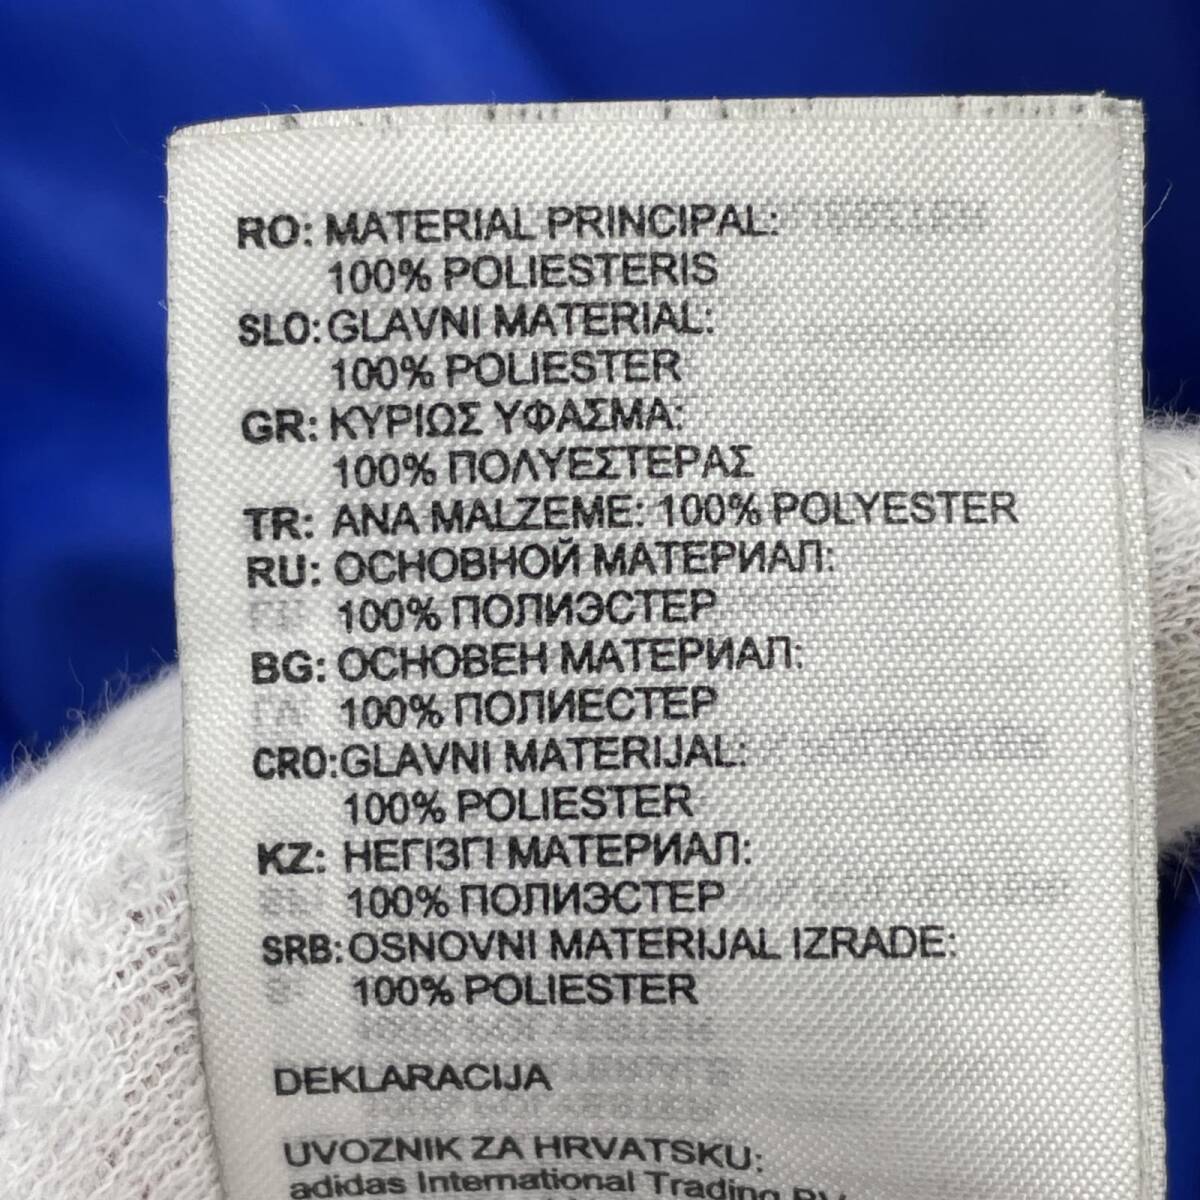 RO: MATERIAL PRINCIPAL:
100% POLIESTERIS
SLO: GLAVNI MATERIAL:
100% POLIESTER
GR: ΚΥΡΙΩΣ ΥΦΑΣΜΑ:
100% ΠΟΛΥΕΣΤΕΡΑΣ
TR: ANA MALZEME: 100% POLYESTER
RU: ОСНОВНОЙ МАТЕРИАЛ:
100% ПОЛИЭСТЕР
BG: ОСНОВЕН МАТЕРИАЛ:
100% ПОЛИЕСТЕР
CRO: GLAVNI MATERIJAL:
100% POLIESTER
KZ: НЕГІЗГІ МАТЕРИАЛ:
100% ПОЛИЭСТЕР
SRB: OSNOVNI MATERIJAL IZRADE:
100% POLIESTER
DEKLARACIJA
UVOZNIK ZA HRVATSKU:
adidas International Trading BV